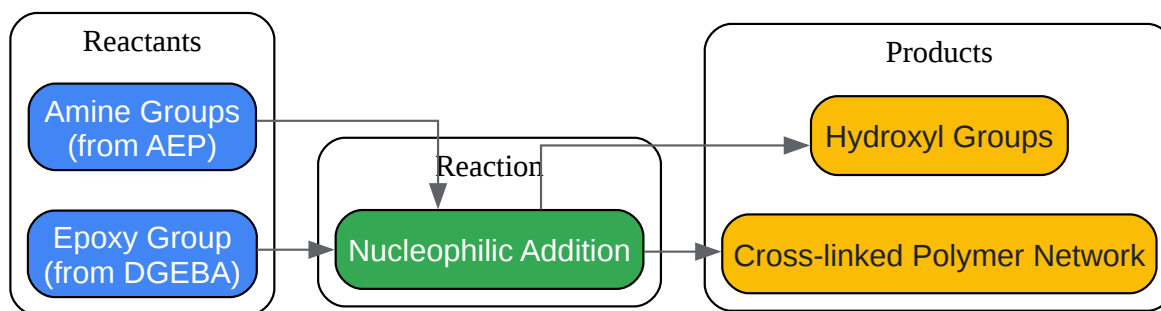 Reactants
Amine Groups
(from AEP)
Epoxy Group
(from DGEBA)
Reaction
Nucleophilic Addition
Products
Hydroxyl Groups
Cross-linked Polymer Network